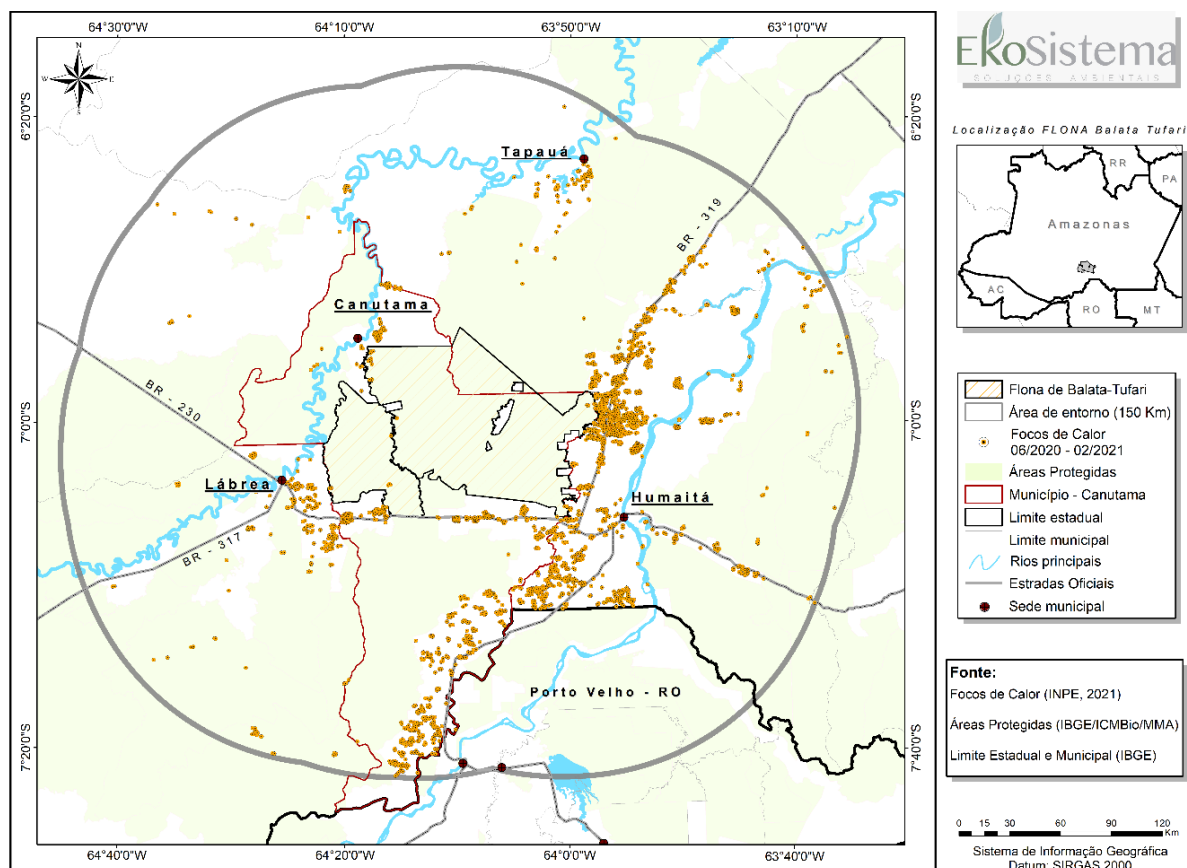 64°30'0"W
64°10'0"W
63°50'0"W
63°10'0"W
6°20'0"S
6°20'0"S
7°0'0"S
7°0'0"S
7°20'0"S
7°40'0"S
64°40'0"W
64°20'0"W
64°0'0"W
63°40'0"W
N
W
E
S
Tapauá
BR - 319
Canutama
BR - 230
Lábrea
BR - 317
Humaitá
Porto Velho - RO
EkoSistema
SOLUÇÕES AMBIENTAIS
Localização FLONA Balata Tufari
RR
PA
Amazonas
AC
RO
MT
Flona de Balata-Tufari
Área de entorno (150 Km)
Focos de Calor
06/2020 - 02/2021
Áreas Protegidas
Município - Canutama
Limite estadual
Limite municipal
Rios principais
Estradas Oficiais
Sede municipal
Fonte:
Focos de Calor (INPE, 2021)
Áreas Protegidas (IBGE/ICMBio/MMA)
Limite Estadual e Municipal (IBGE)
0 15 30 60 90 120
Km
Sistema de Informação Geográfica
Datum: SIRGAS 2000